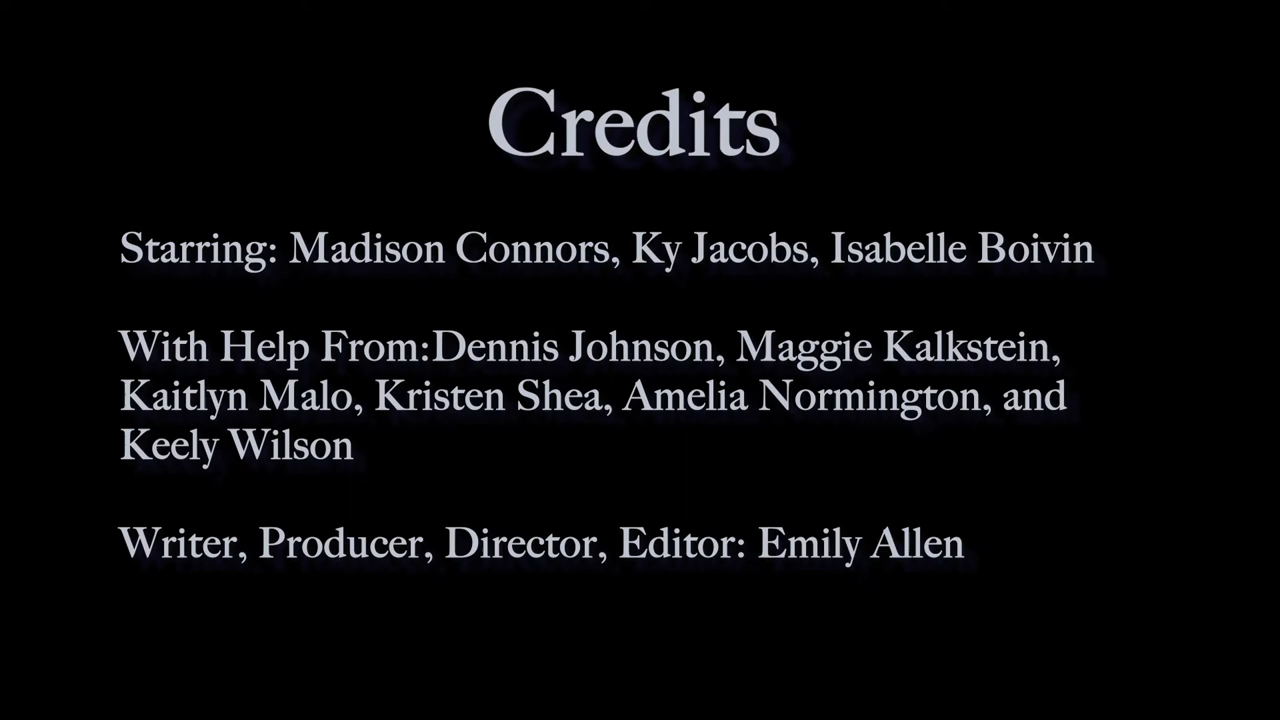 Credits
Starring: Madison Connors, Ky Jacobs, Isabelle Boivin
With Help From:Dennis Johnson, Maggie Kalkstein,
Kaitlyn Malo, Kristen Shea, Amelia Normington, and
Keely Wilson
Writer, Producer, Director, Editor: Emily Allen